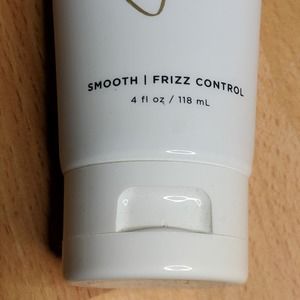 SMOOTH | FRIZZ CONTROL
4 fl oz / 118 mL